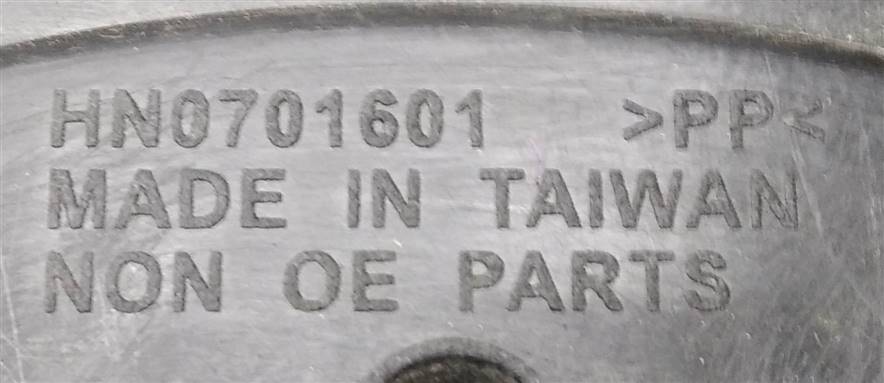 HN0701601 >PP<
MADE IN TAIWAN
NON OE PARTS